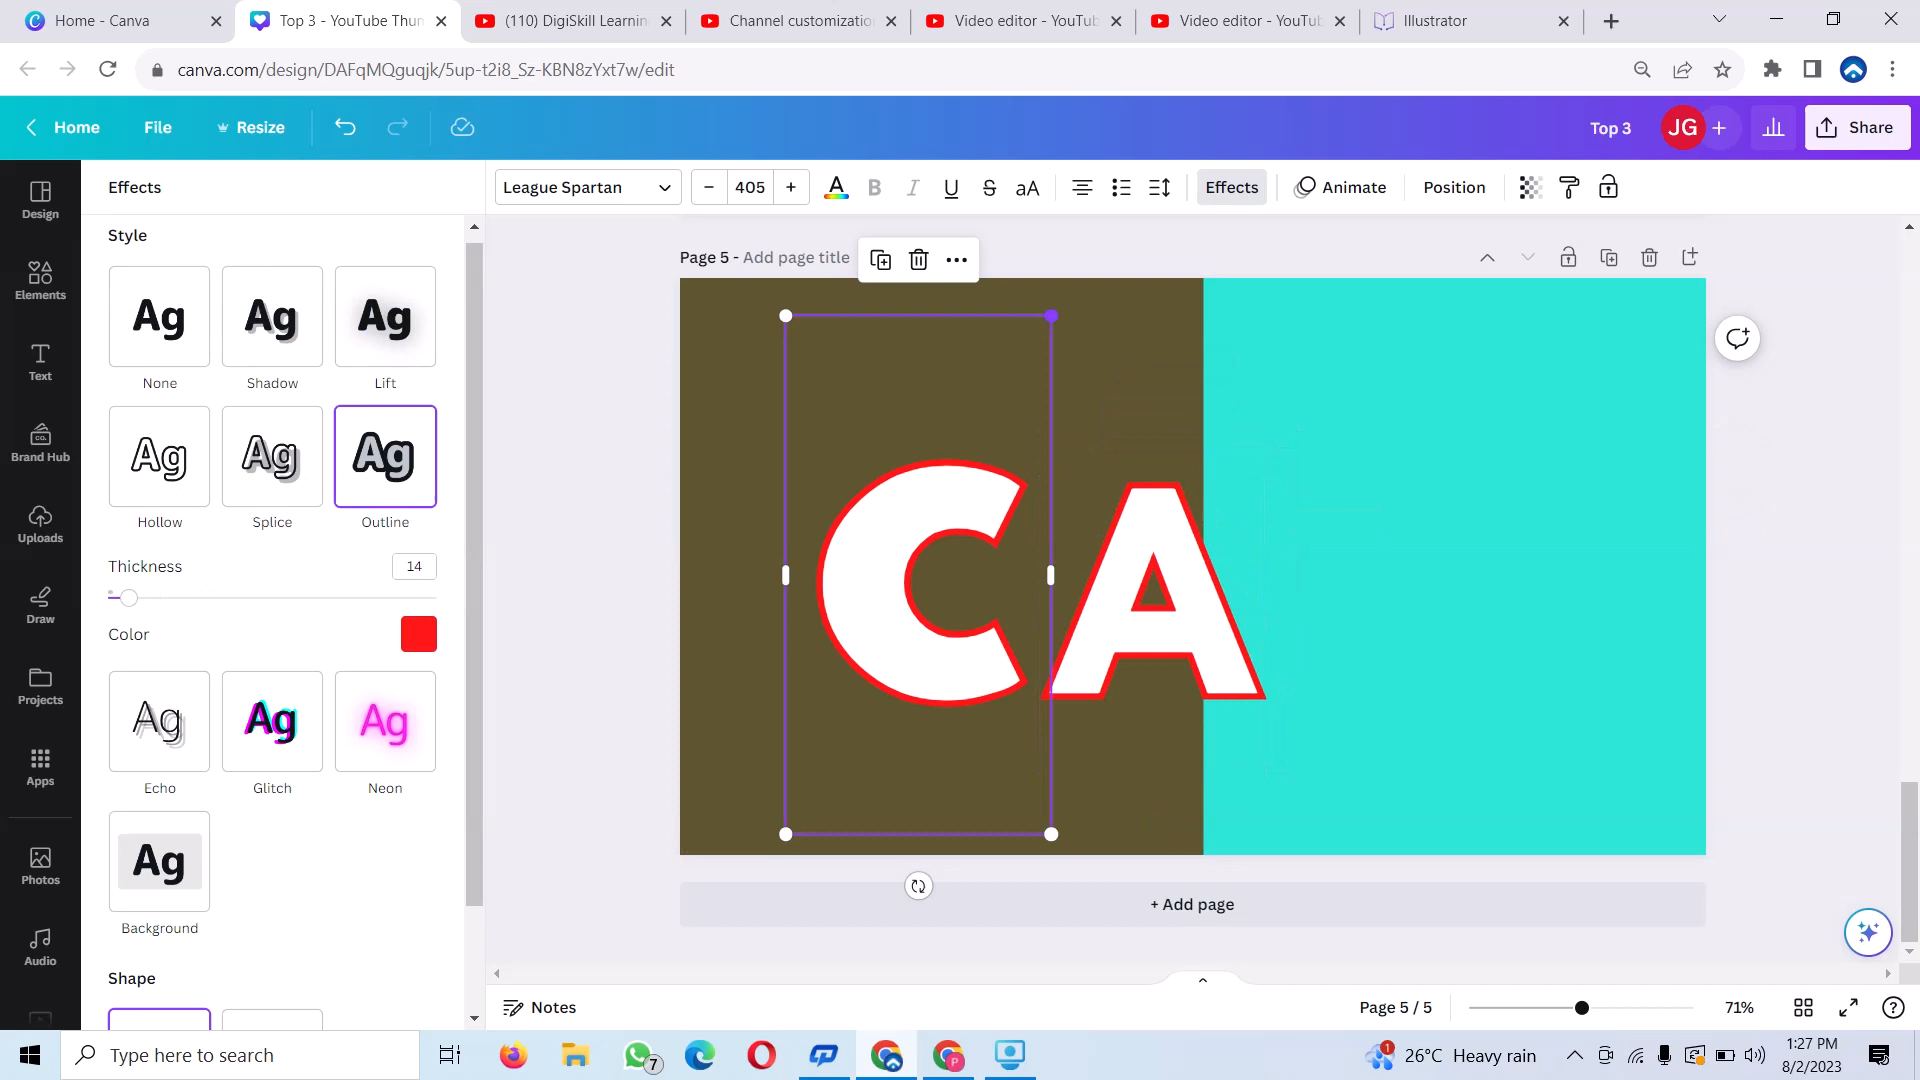 Home - Canva
Top 3 - YouTube Thun
(110) DigiSkill Learnin
Channel customizatio
Video editor - YouTub
Video editor - YouTub
Illustrator
canva.com/design/DAFqMQguqjk/5up-t2i8_Sz-KBN8zYxt7w/edit
Home
File
Resize
Top 3
JG
+
Share
Design
Elements
Text
Brand Hub
CO.
Uploads
Draw
Projects
Apps
Photos
Audio
Effects
Style
Ag
None
Ag
Shadow
Ag
Lift
Ag
Hollow
Ag
Splice
Ag
Outline
Thickness
14
Color
Ag
Echo
Ag
Glitch
Ag
Neon
Ag
Background
Shape
League Spartan
– 405 +
A
B
I
U
S
aA
Effects
Animate
Position
Page 5 - Add page title
C
A
+ Add page
Notes
Page 5 / 5
71%
Type here to search
7
P
1
26°C Heavy rain
1:27 PM
8/2/2023